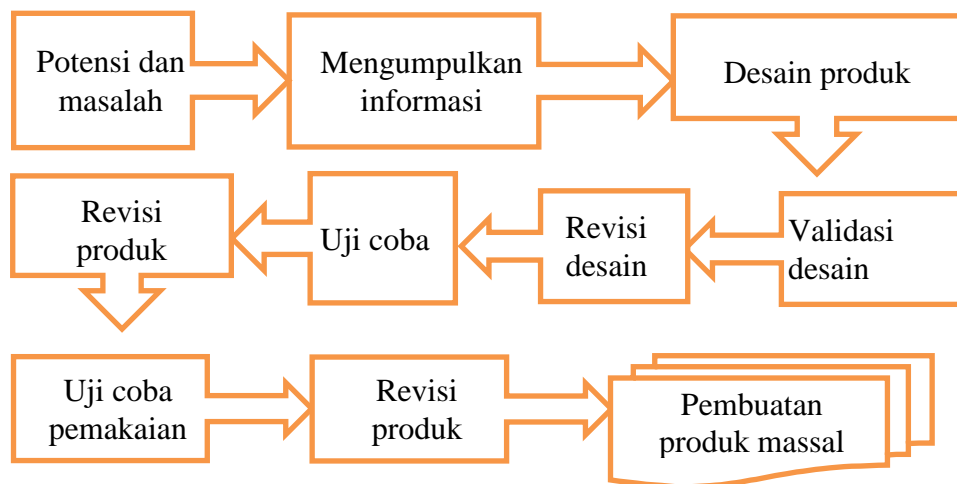 Potensi dan
masalah
Mengumpulkan
informasi
Desain produk
Validasi
desain
Revisi
desain
Uji coba
Revisi
produk
Uji coba
pemakaian
Revisi
produk
Pembuatan
produk massal